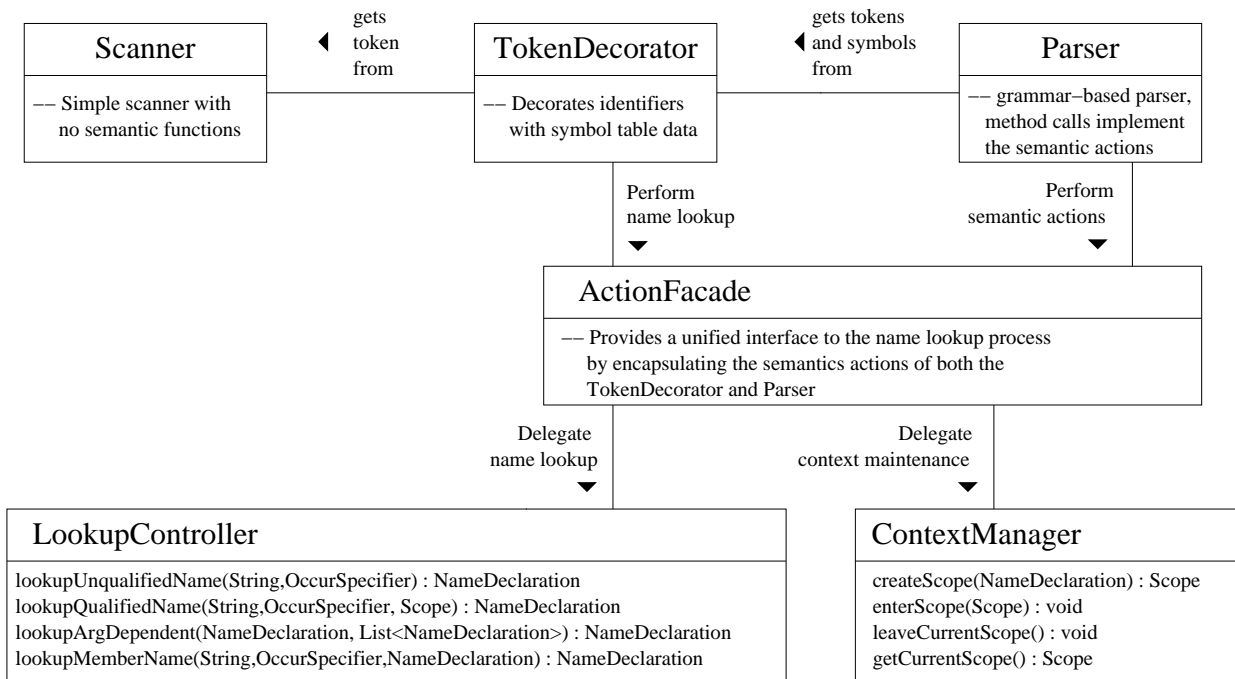 gets
token
from
gets tokens
and symbols
from
Scanner
−− Simple scanner with
no semantic functions
TokenDecorator
−− Decorates identifiers
with symbol table data
Parser
−− grammar−based parser,
method calls implement
the semantic actions
Perform
name lookup
Perform
semantic actions
ActionFacade
−− Provides a unified interface to the name lookup process
by encapsulating the semantics actions of both the
TokenDecorator and Parser
Delegate
name lookup
Delegate
context maintenance
LookupController
lookupUnqualifiedName(String,OccurSpecifier) : NameDeclaration
lookupQualifiedName(String,OccurSpecifier, Scope) : NameDeclaration
lookupArgDependent(NameDeclaration, List<NameDeclaration>) : NameDeclaration
lookupMemberName(String,OccurSpecifier,NameDeclaration) : NameDeclaration
ContextManager
createScope(NameDeclaration) : Scope
enterScope(Scope) : void
leaveCurrentScope() : void
getCurrentScope() : Scope